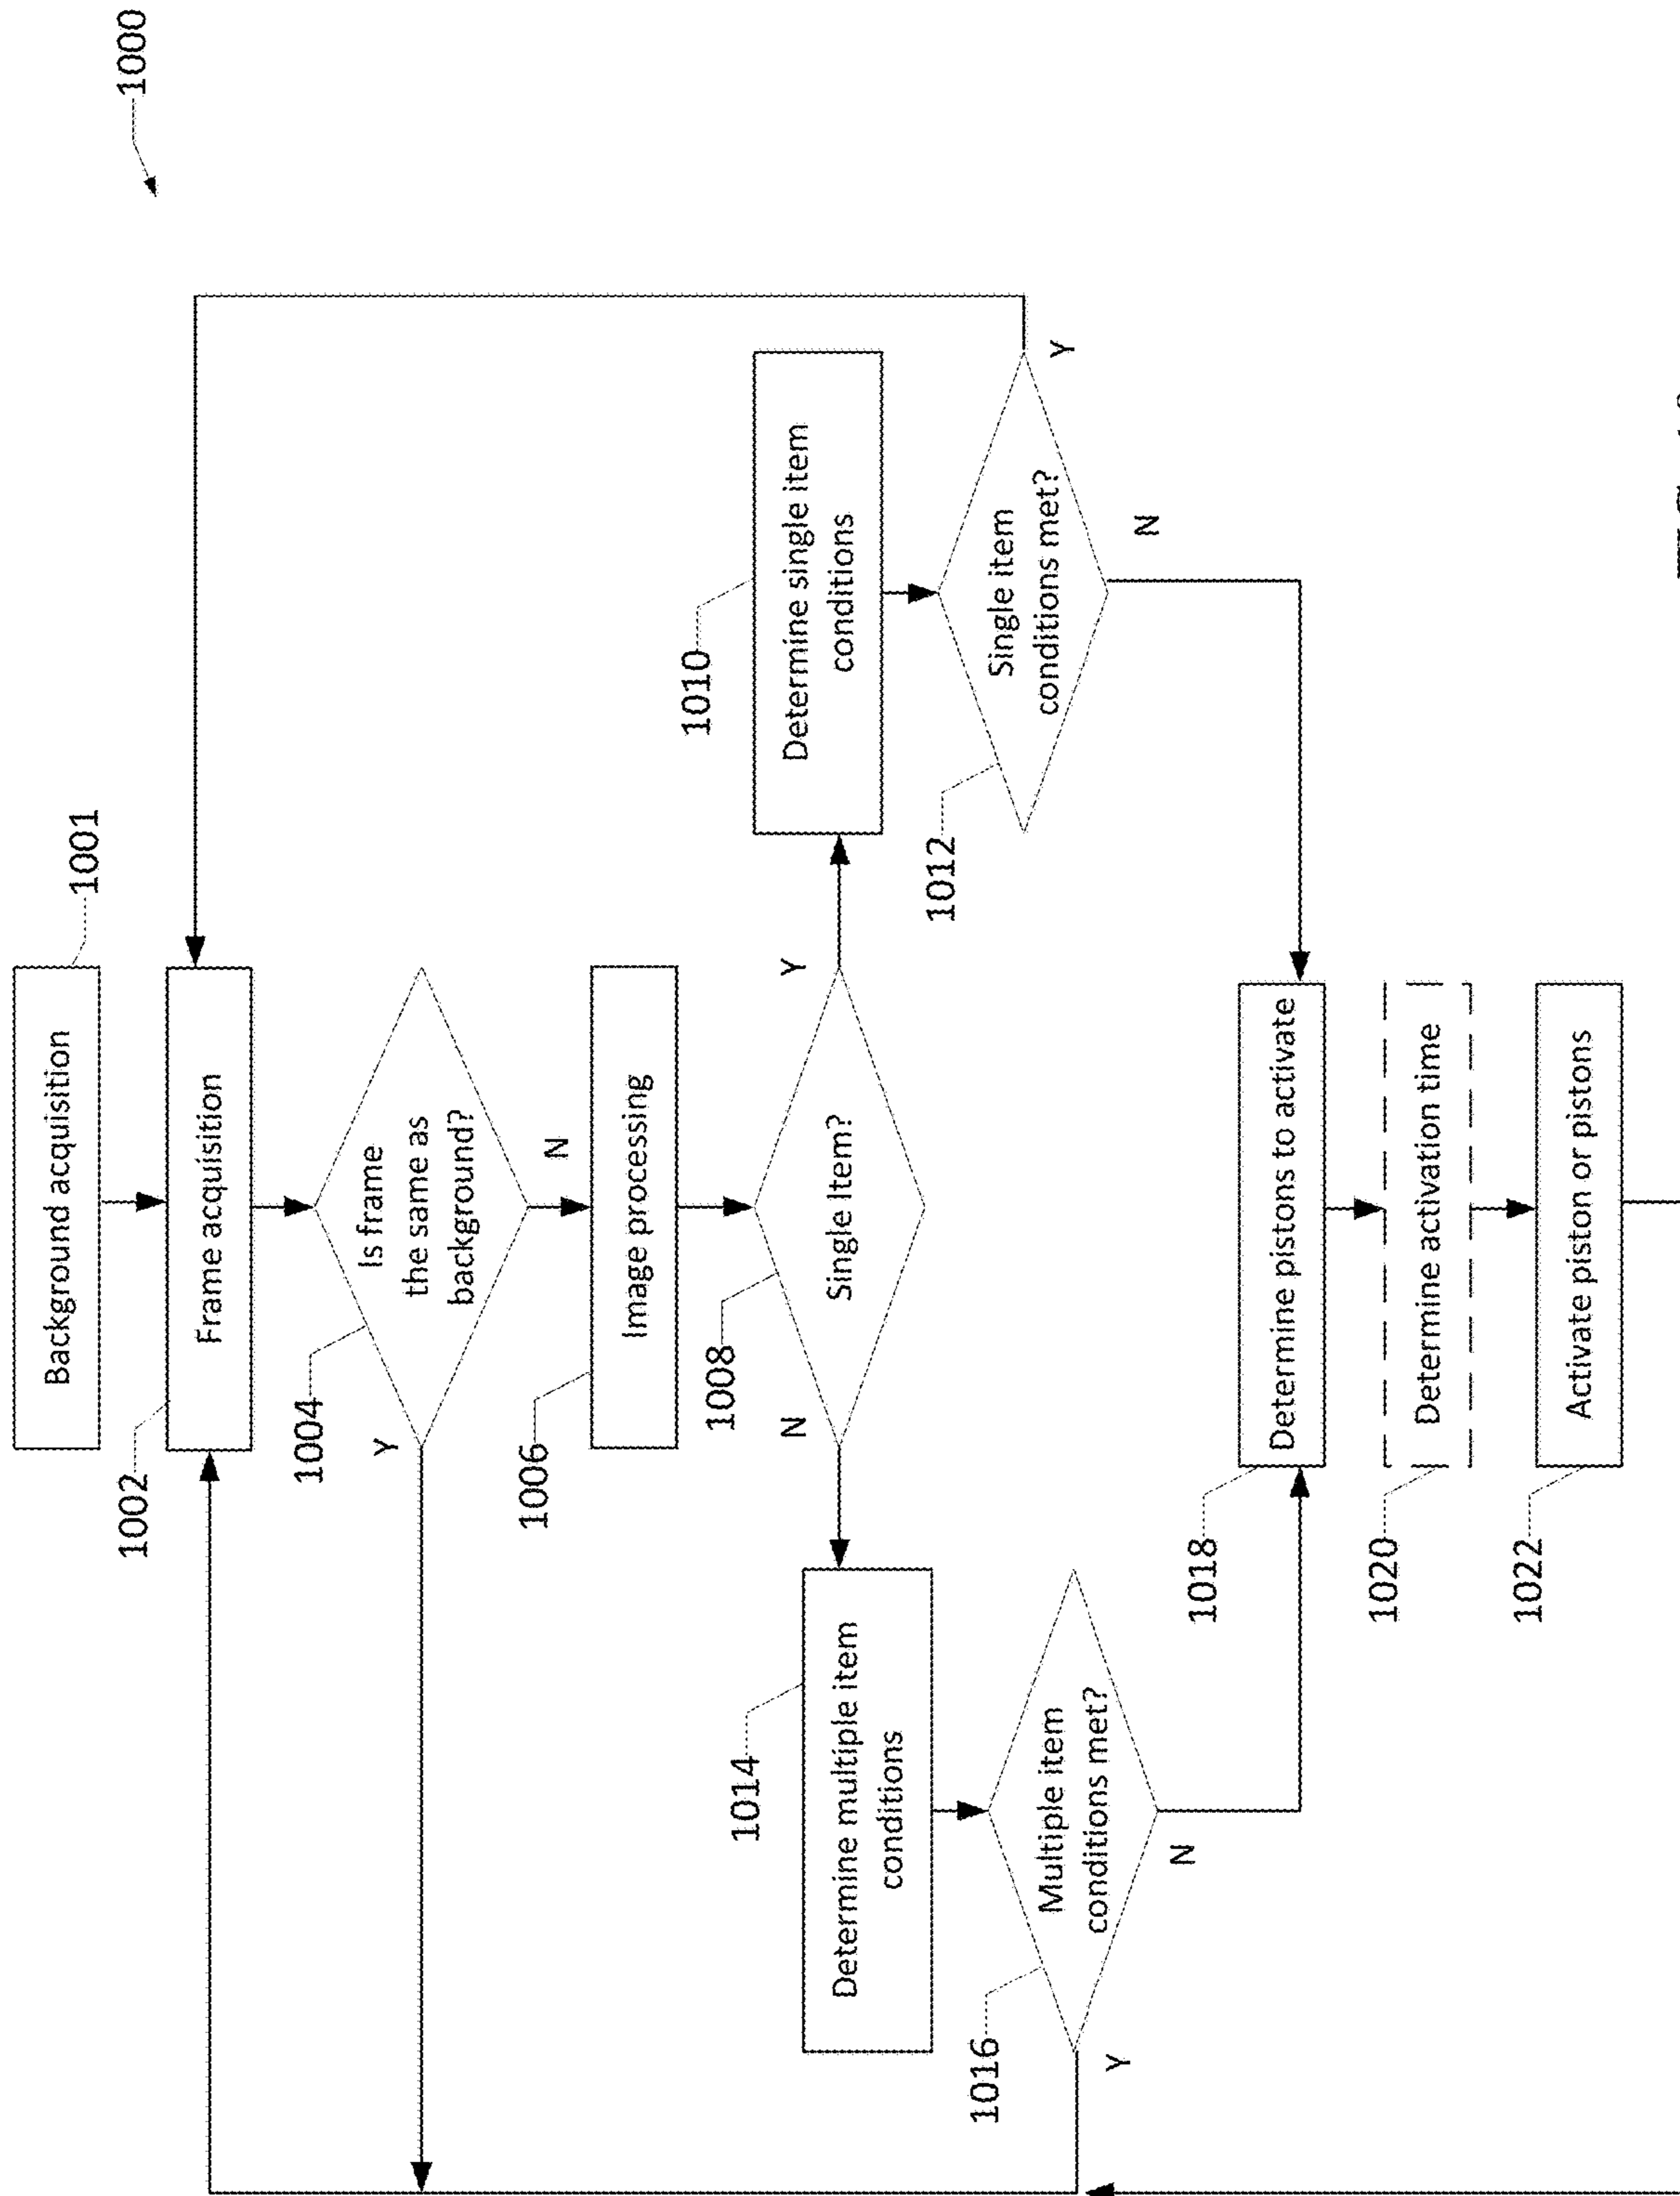 1000
Background acquisition
1001
Frame acquisition
1002
Is frame
the same as
background?
1004
Y
N
Image processing
1006
Single Item?
1008
N
Y
Determine single item
conditions
1010
Single item
conditions met?
1012
Y
N
Determine multiple item
conditions
1014
Multiple item
conditions met?
1016
Y
N
Determine pistons to activate
1018
Determine activation time
1020
Activate piston or pistons
1022